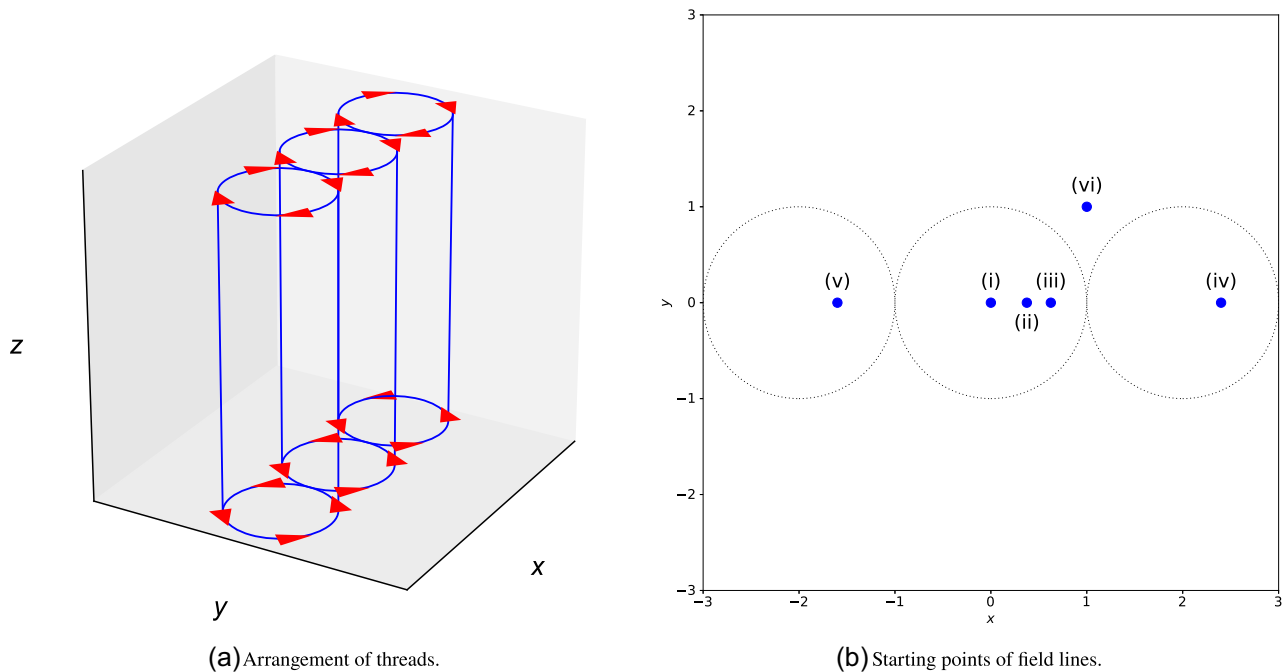 z
y
x
(a) Arrangement of threads.
3
2
1
0
−1
−2
−3
y
(vi)
(v)
(i)
(iii)
(iv)
(ii)
−3
−2
−1
0
1
2
3
x
(b) Starting points of field lines.